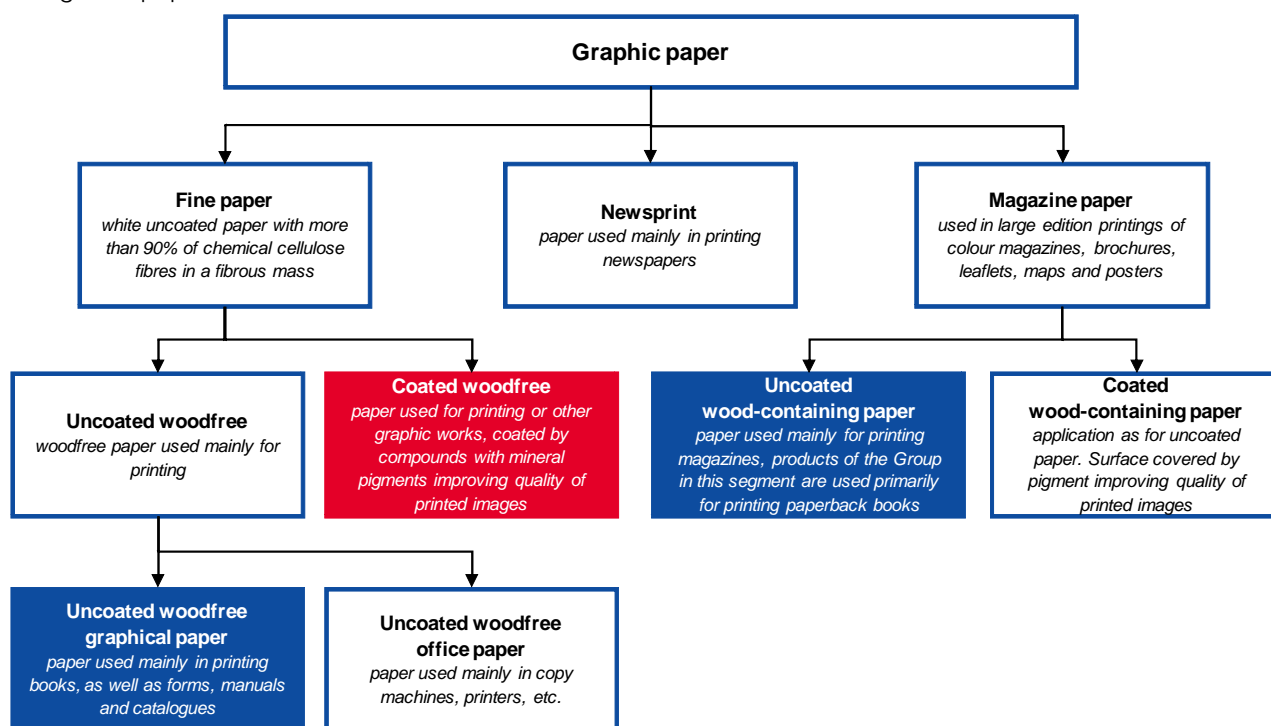 Graphic paper
Fine paper
white uncoated paper with more
than 90% of chemical cellulose
fibres in a fibrous mass
Newsprint
paper used mainly in printing
newspapers
Magazine paper
used in large edition printings of
colour magazines, brochures,
leaflets, maps and posters
Uncoated woodfree
woodfree paper used mainly for
printing
Coated woodfree
paper used for printing or other
graphic works, coated by
compounds with mineral
pigments improving quality of
printed images
Uncoated
wood-containing paper
paper used mainly for printing
magazines, products of the Group
in this segment are used primarily
for printing paperback books
Coated
wood-containing paper
application as for uncoated
paper. Surface covered by
pigment improving quality of
printed images
Uncoated woodfree
graphical paper
paper used mainly in printing
books, as well as forms, manuals
and catalogues
Uncoated woodfree
office paper
paper used mainly in copy
machines, printers, etc.